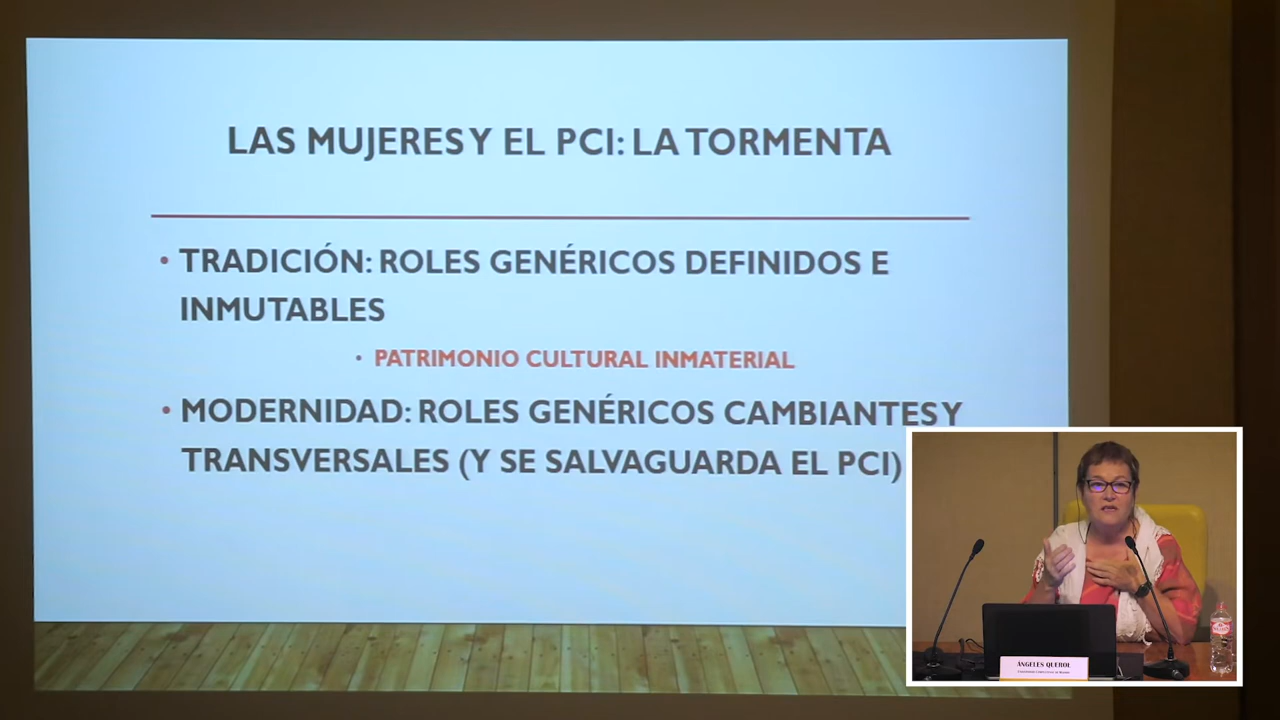 LAS MUJERES Y EL PCI: LA TORMENTA
• TRADICIÓN: ROLES GENÉRICOS DEFINIDOS E
INMUTABLES
• PATRIMONIO CULTURAL INMATERIAL
• MODERNIDAD: ROLES GENÉRICOS CAMBIANTES Y
TRANSVERSALES (Y SE SALVAGUARDA EL PCI)
ÁNGELES QUEROL